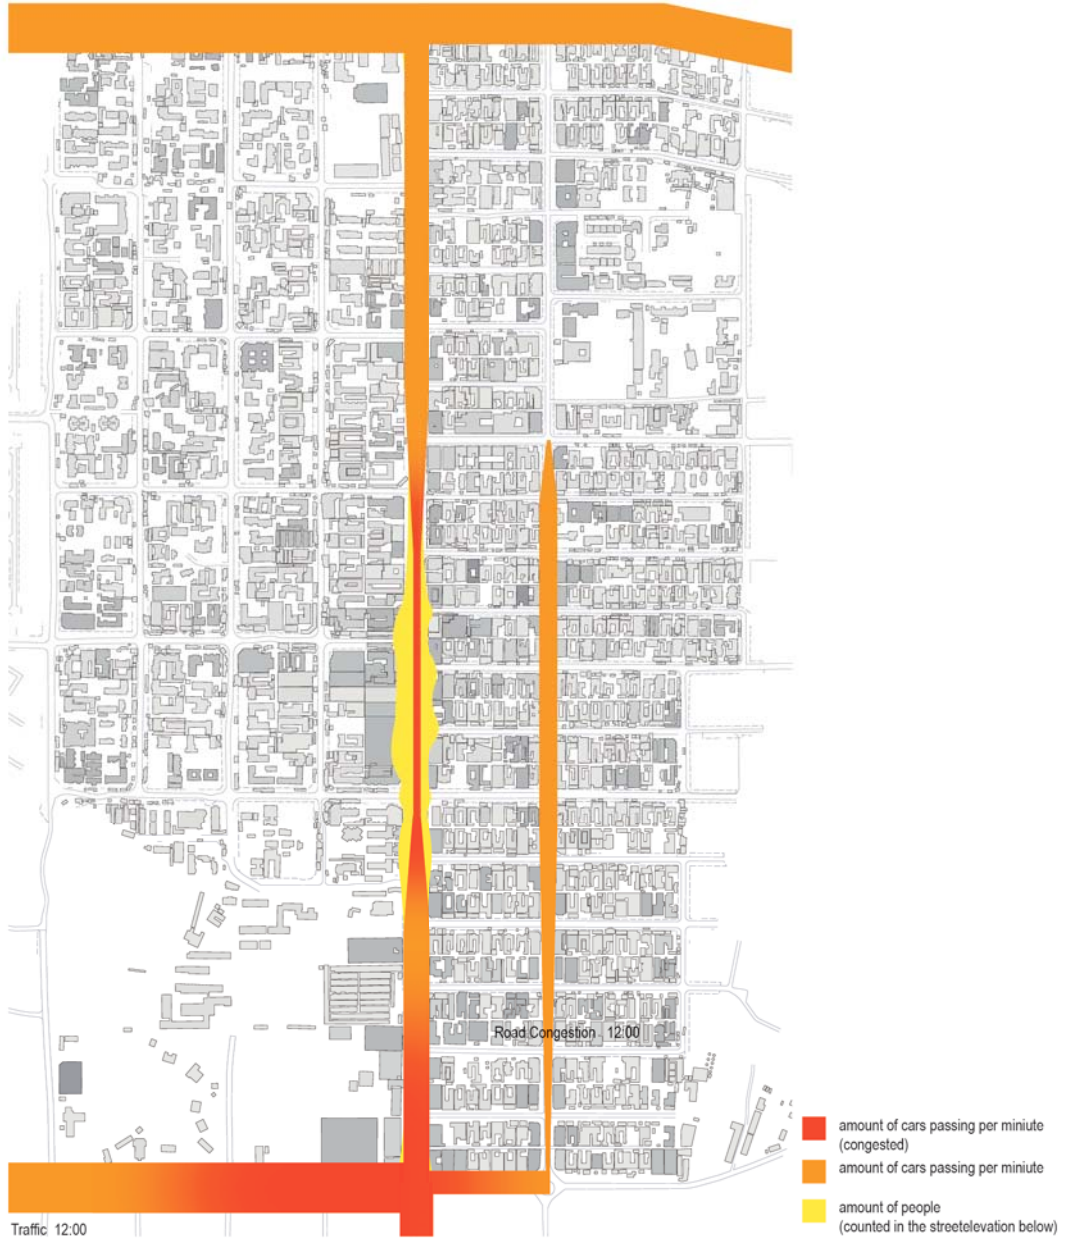 Road Congestion 12:00
amount of cars passing per miniute
(congested)
amount of cars passing per miniute
amount of people
(counted in the streetelevation below)
Traffic 12:00